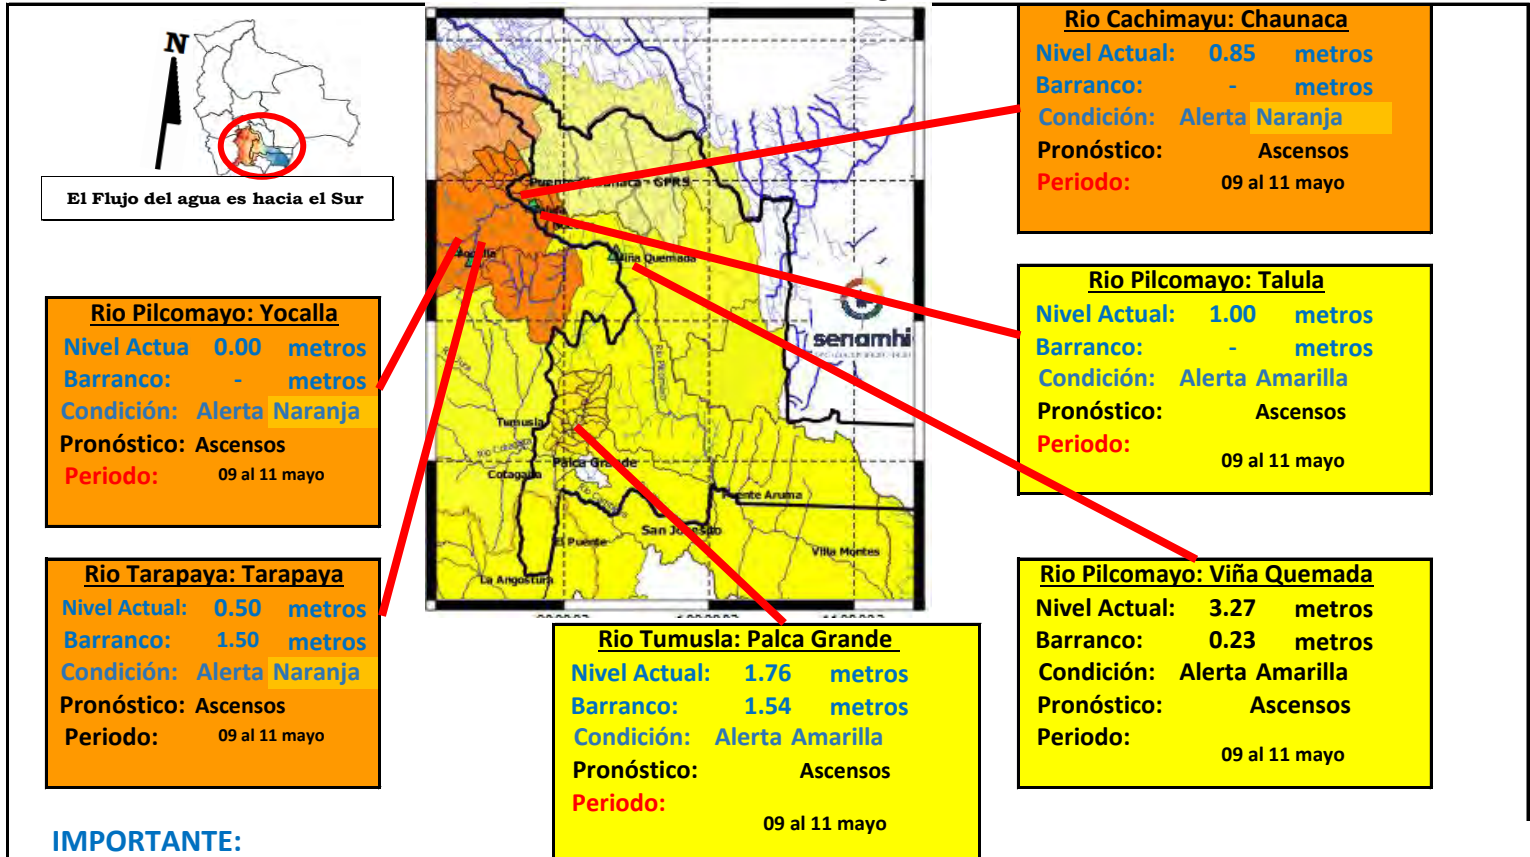 N
El Flujo del agua es hacia el Sur
Rio Cachimayu: Chaunaca
Nivel Actual: 0.85 metros
Barranco: - metros
Condición: Alerta Naranja
Pronóstico: Ascensos
Periodo: 09 al 11 mayo
Rio Pilcomayo: Talula
Nivel Actual: 1.00 metros
Barranco: - metros
Condición: Alerta Amarilla
Pronóstico: Ascensos
Periodo:
09 al 11 mayo
Rio Pilcomayo: Yocalla
Nivel Actua 0.00 metros
Barranco: - metros
Condición: Alerta Naranja
Pronóstico: Ascensos
Periodo: 09 al 11 mayo
Rio Tarapaya: Tarapaya
Nivel Actual: 0.50 metros
Barranco: 1.50 metros
Condición: Alerta Naranja
Pronóstico: Ascensos
Periodo: 09 al 11 mayo
Rio Tumusla: Palca Grande
Nivel Actual: 1.76 metros
Barranco: 1.54 metros
Condición: Alerta Amarilla
Pronóstico: Ascensos
Periodo:
09 al 11 mayo
Rio Pilcomayo: Viña Quemada
Nivel Actual: 3.27 metros
Barranco: 0.23 metros
Condición: Alerta Amarilla
Pronóstico: Ascensos
Periodo:
09 al 11 mayo
Viña Quemada
senamhi
Tumusla
Palca Grande
Cotagaita
Puente Aruma
San Josesito
El Puente
Villa Montes
La Angostura
IMPORTANTE: